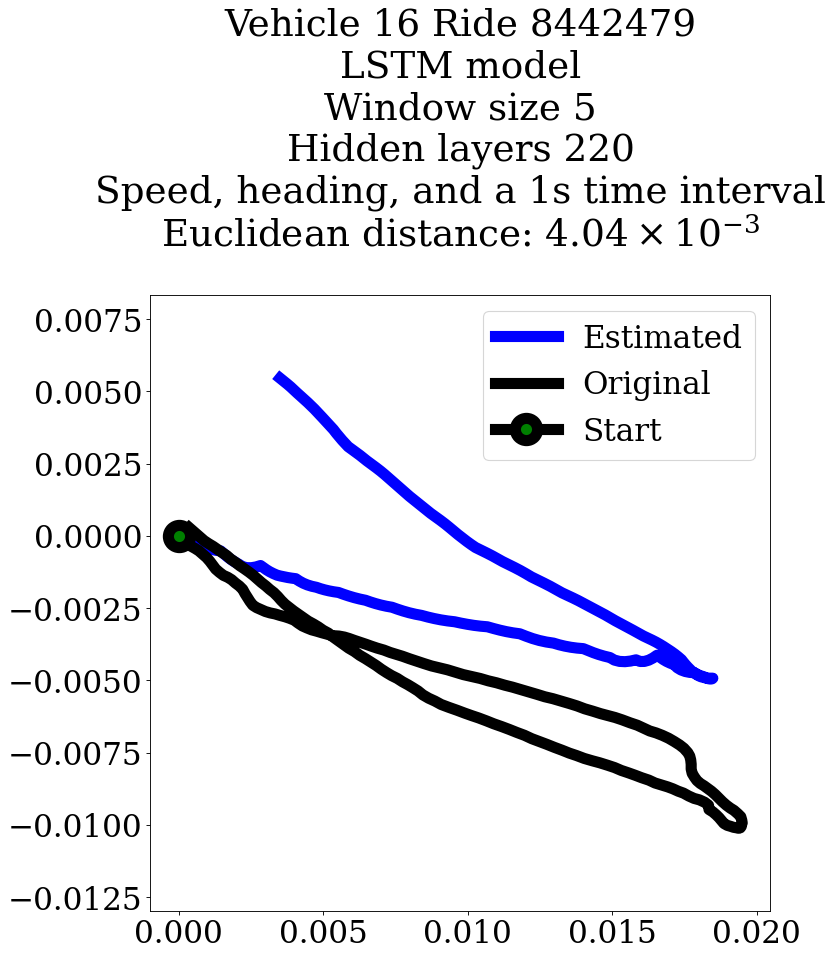 Vehicle 16 Ride 8442479
LSTM model
Window size 5
Hidden layers 220
Speed, heading, and a 1s time interval
Euclidean distance: 4.04 × 10⁻³
Estimated
Original
Start
0.0075
0.0050
0.0025
0.0000
−0.0025
−0.0050
−0.0075
−0.0100
−0.0125
0.000 0.005 0.010 0.015 0.020